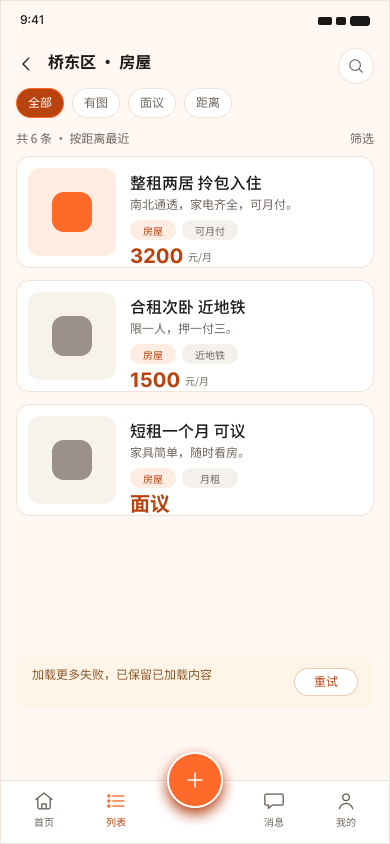 9:41
桥东区 · 房屋
全部 有图 面议 距离
共 6 条 · 按距离最近 筛选
整租两居 拎包入住
南北通透，家电齐全，可月付。
房屋 可月付
3200 元/月
合租次卧 近地铁
限一人，押一付三。
房屋 近地铁
1500 元/月
短租一个月 可议
家具简单，随时看房。
房屋 月租
面议
加载更多失败，已保留已加载内容 重试
首页 列表 消息 我的